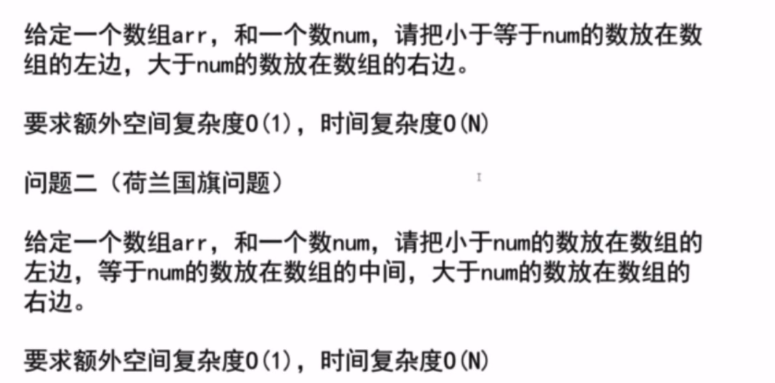 给定一个数组arr，和一个数num，请把小于等于num的数放在数
组的左边，大于num的数放在数组的右边。
要求额外空间复杂度O(1)，时间复杂度O(N)
问题二（荷兰国旗问题）
给定一个数组arr，和一个数num，请把小于num的数放在数组的
左边，等于num的数放在数组的中间，大于num的数放在数组的
右边。
要求额外空间复杂度O(1)，时间复杂度O(N)